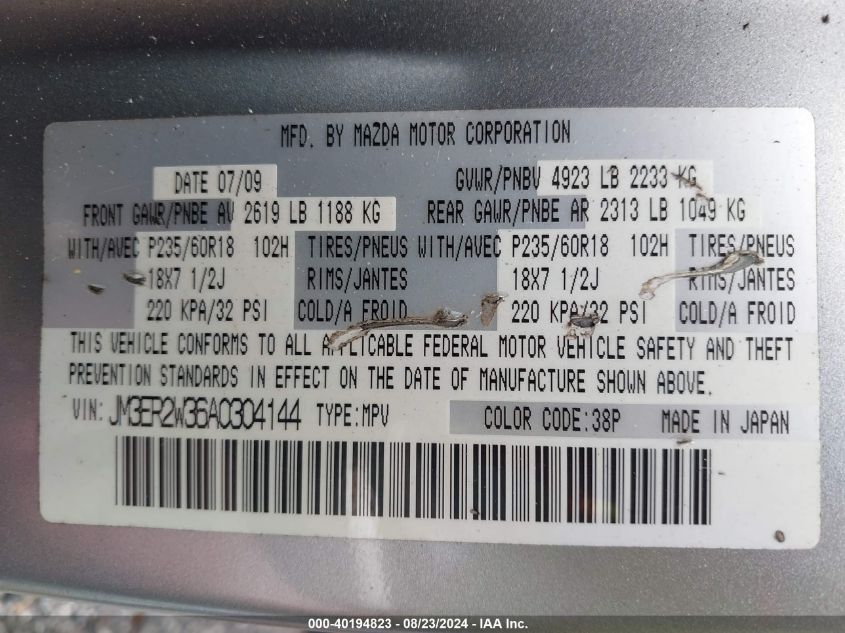 MFD. BY MAZDA MOTOR CORPORATION
DATE 07/09 GVWR/PNBV 4923 LB 2233 KG
FRONT GAWR/PNBE AV 2619 LB 1188 KG REAR GAWR/PNBE AR 2313 LB 1049 KG
WITH/AVEC P235/60R18 102H TIRES/PNEUS WITH/AVEC P235/60R18 102H TIRES/PNEUS
18X7 1/2J RIMS/JANTES 18X7 1/2J RIMS/JANTES
220 KPA/32 PSI COLD/A FROID 220 KPA/32 PSI COLD/A FROID
THIS VEHICLE CONFORMS TO ALL APPLICABLE FEDERAL MOTOR VEHICLE SAFETY AND THEFT
PREVENTION STANDARDS IN EFFECT ON THE DATE OF MANUFACTURE SHOWN ABOVE.
VIN: JM3ER2W36A0304144 TYPE:MPV COLOR CODE:38P MADE IN JAPAN
000-40194823 - 08/23/2024 - IAA Inc.